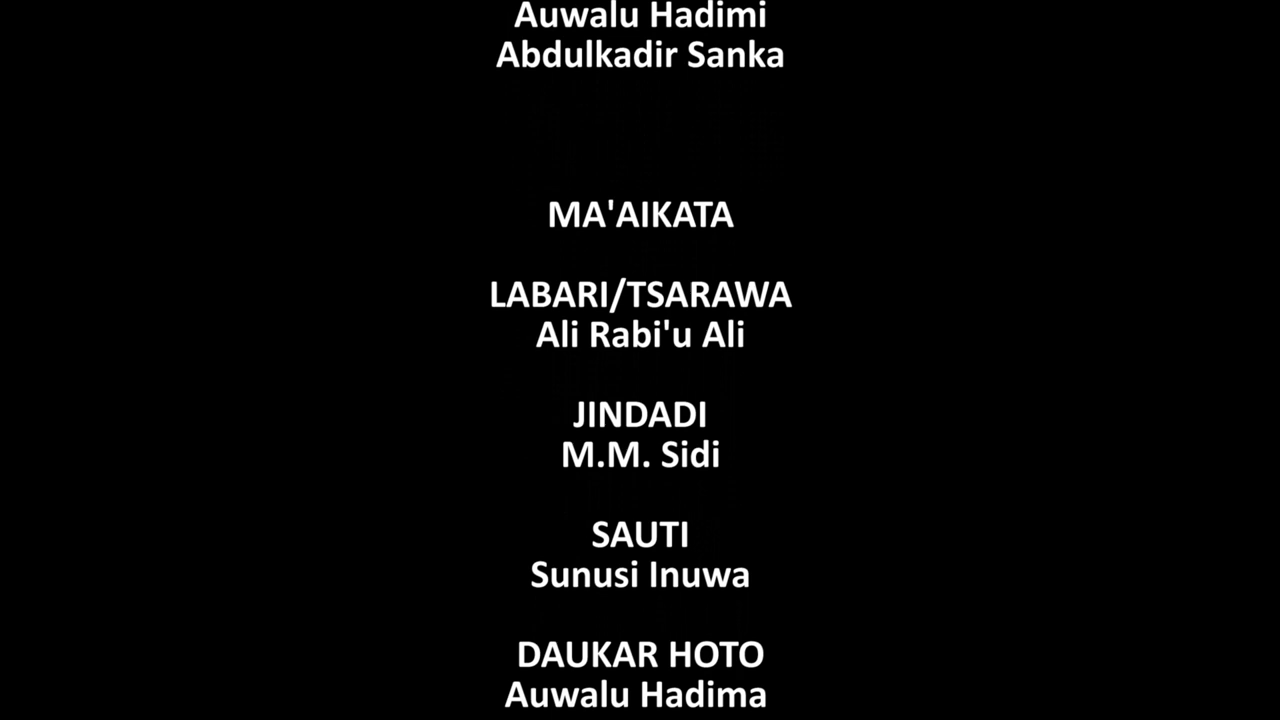 Auwalu Hadimi
Abdulkadir Sanka
MA'AIKATA
LABARI/TSARAWA
Ali Rabi'u Ali
JINDADI
M.M. Sidi
SAUTI
Sunusi Inuwa
DAUKAR HOTO
Auwalu Hadima